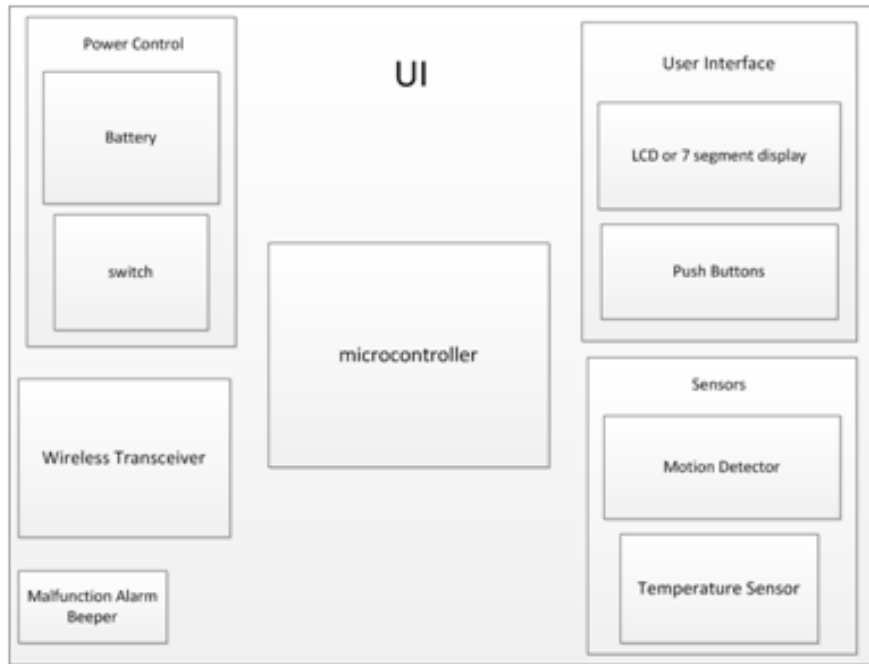 Power Control
Battery
switch
UI
microcontroller
User Interface
LCD or 7 segment display
Push Buttons
Sensors
Motion Detector
Temperature Sensor
Wireless Transceiver
Malfunction Alarm
Beeper